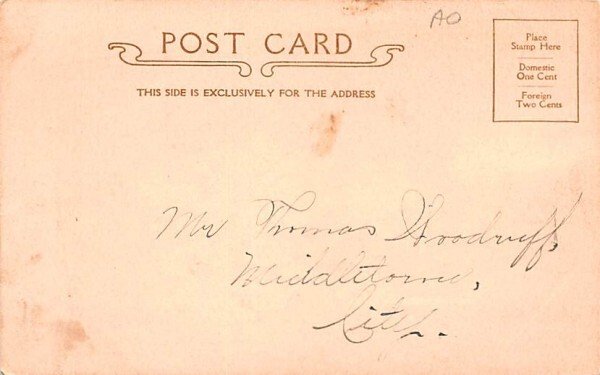 AO
POST CARD
THIS SIDE IS EXCLUSIVELY FOR THE ADDRESS
Place
Stamp Here
Domestic
One Cent
Foreign
Two Cents
Mr Thomas Woodruff,
Middletown,
City.